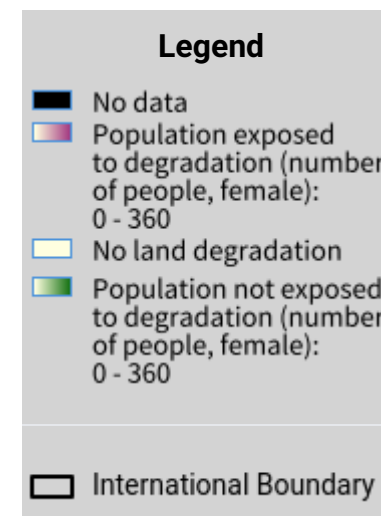 Legend
No data
Population exposed
to degradation (number
of people, female):
0 - 360
No land degradation
Population not exposed
to degradation (number
of people, female):
0 - 360
International Boundary